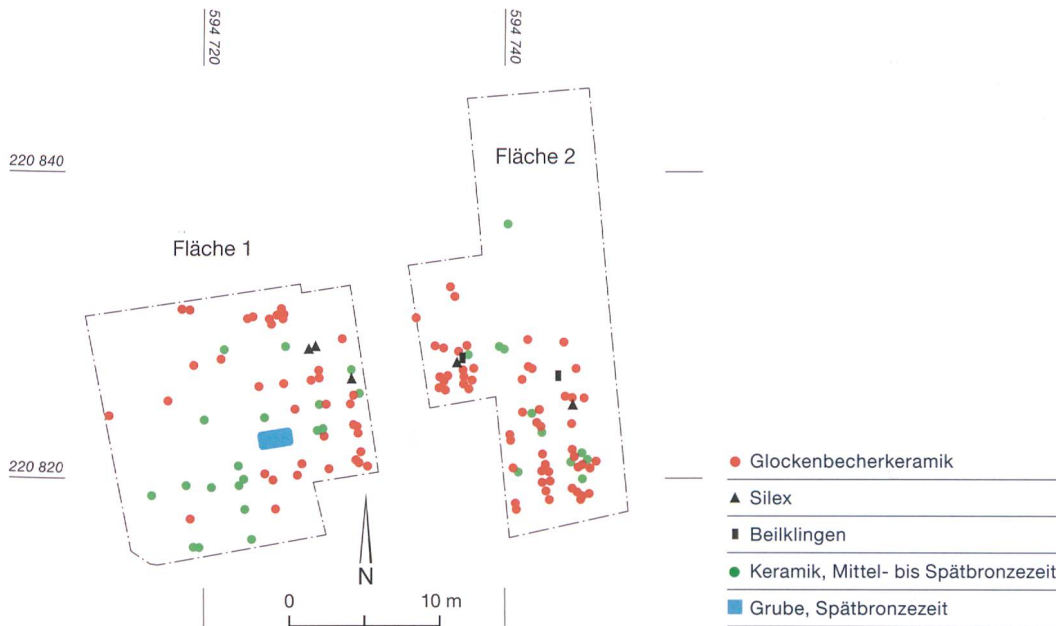 594 720
594 740
220 840
Fläche 2
Fläche 1
220 820
N
0
10 m
Glockenbecherkeramik
Silex
Beilklingen
Keramik, Mittel- bis Spätbronzezeit
Grube, Spätbronzezeit